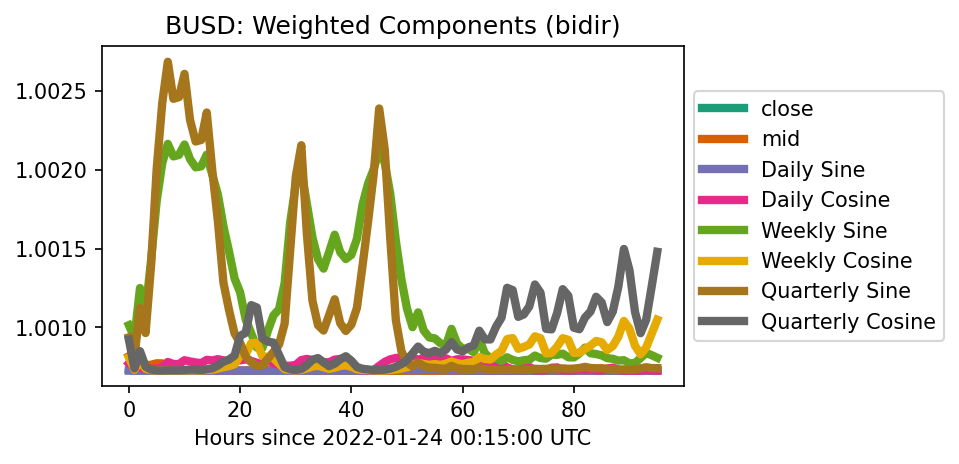 BUSD: Weighted Components (bidir)
1.0025
1.0020
1.0015
1.0010
0 20 40 60 80
Hours since 2022-01-24 00:15:00 UTC
close
mid
Daily Sine
Daily Cosine
Weekly Sine
Weekly Cosine
Quarterly Sine
Quarterly Cosine